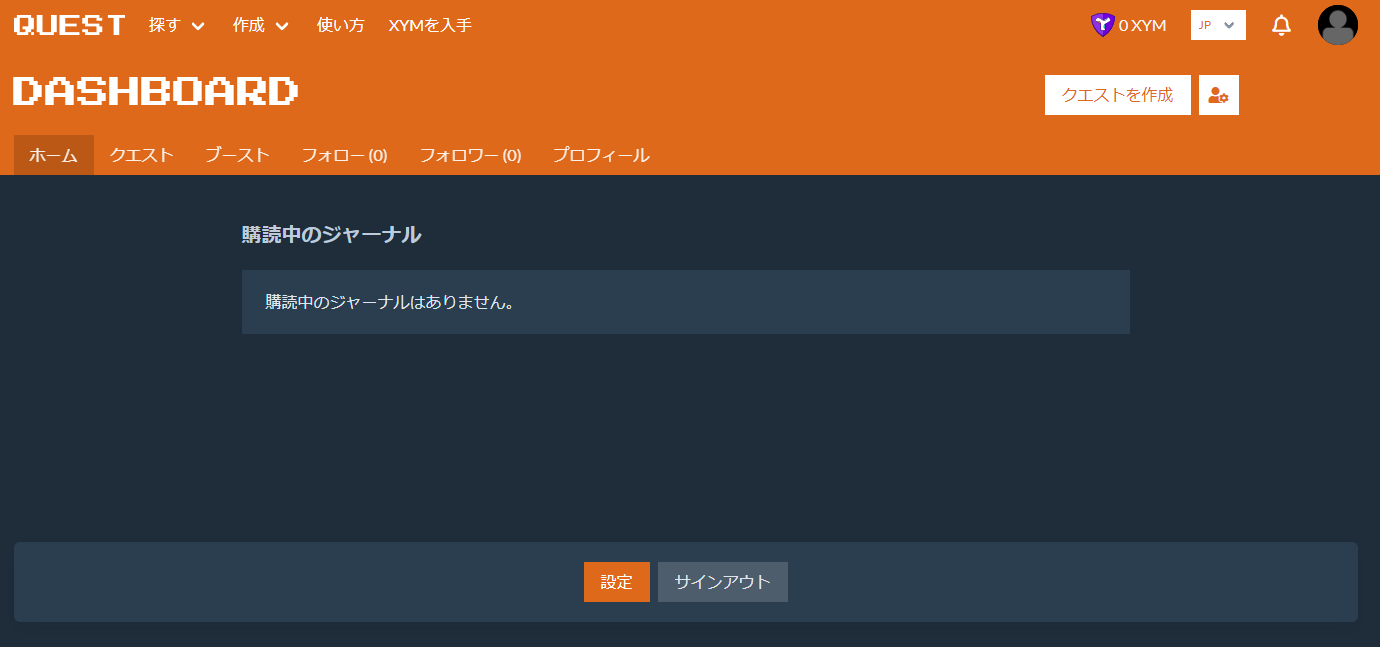 QUEST 探す 作成 使い方 XYMを入手 0 XYM JP
DASHBOARD
クエストを作成
ホーム クエスト ブースト フォロー (0) フォロワー (0) プロフィール
購読中のジャーナル
購読中のジャーナルはありません。
設定 サインアウト